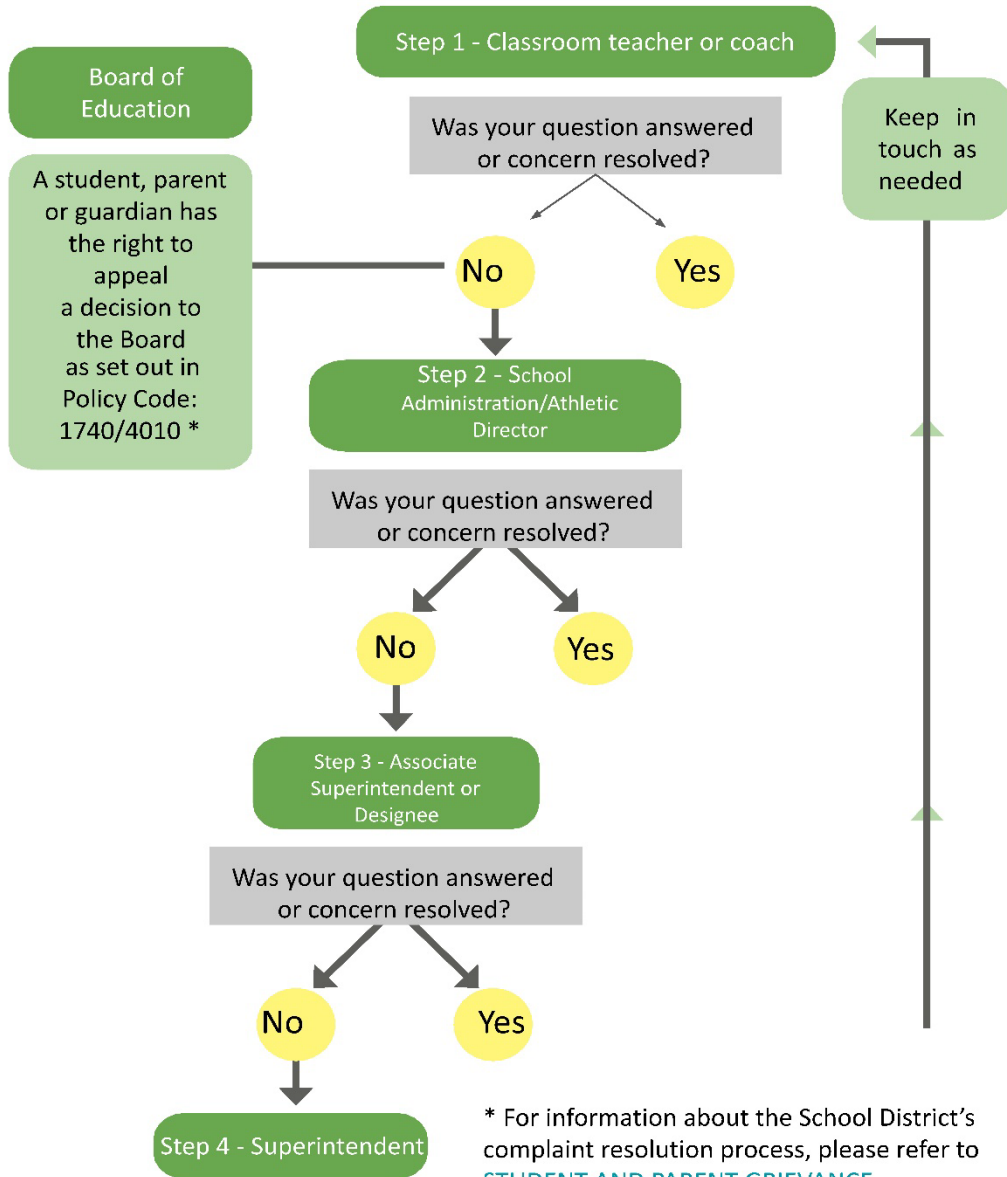 Step 1 - Classroom teacher or coach
Board of
Education
Was your question answered
or concern resolved?
Keep in
touch as
needed
A student, parent
or guardian has
the right to
appeal
a decision to
the Board
as set out in
Policy Code:
1740/4010 *
No
Yes
Step 2 - School
Administration/Athletic
Director
Was your question answered
or concern resolved?
No
Yes
Step 3 - Associate
Superintendent or
Designee
Was your question answered
or concern resolved?
No
Yes
Step 4 - Superintendent
* For information about the School District's
complaint resolution process, please refer to
STUDENT AND PARENT GRIEVANCE